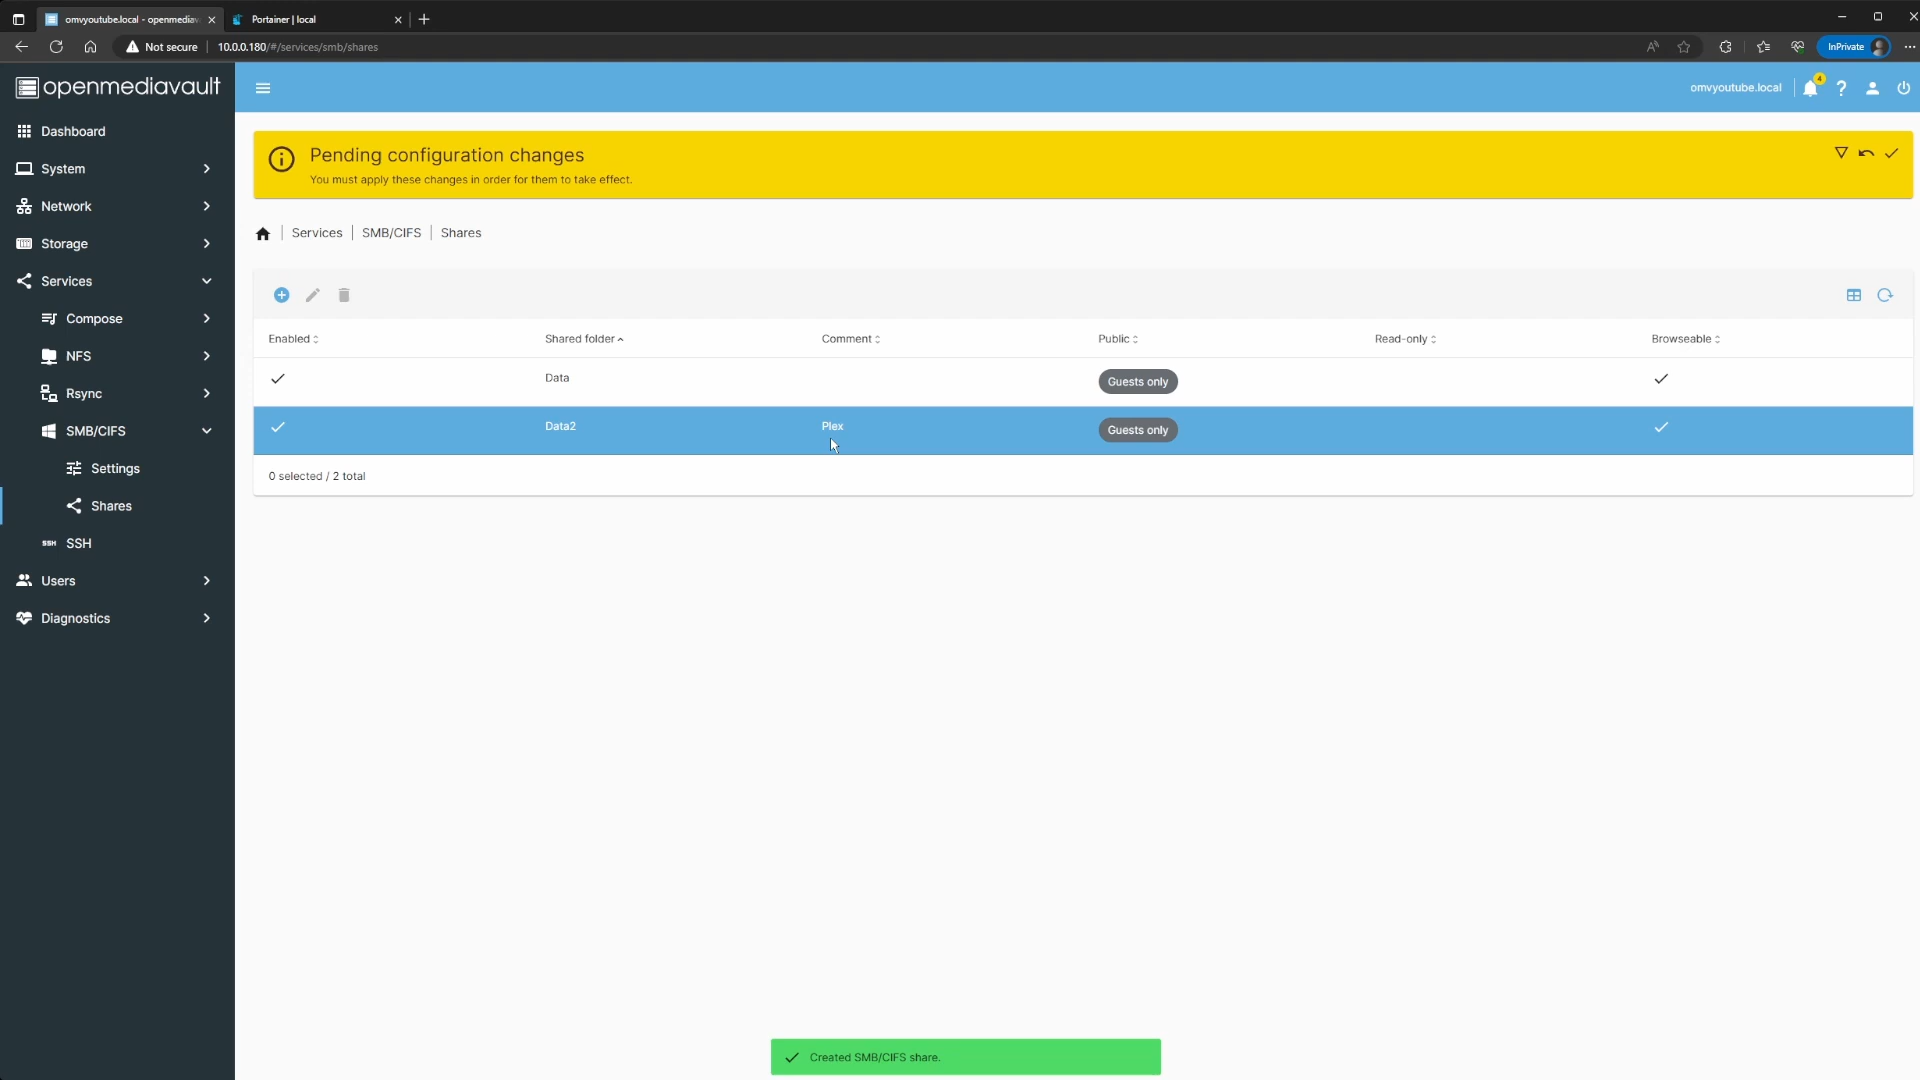 omvyoutube.local - openmediav
Portainer | local
Not secure
10.0.0.180/#/services/smb/shares
InPrivate
openmediavault
omvyoutube.local
4
Dashboard
System
Network
Storage
Services
Compose
NFS
Rsync
SMB/CIFS
Settings
Shares
SSH
SSH
Users
Diagnostics
Pending configuration changes
You must apply these changes in order for them to take effect.
Services | SMB/CIFS | Shares
Enabled Shared folder Comment Public Read-only Browseable
Data Guests only
Data2 Plex Guests only
0 selected / 2 total
Created SMB/CIFS share.